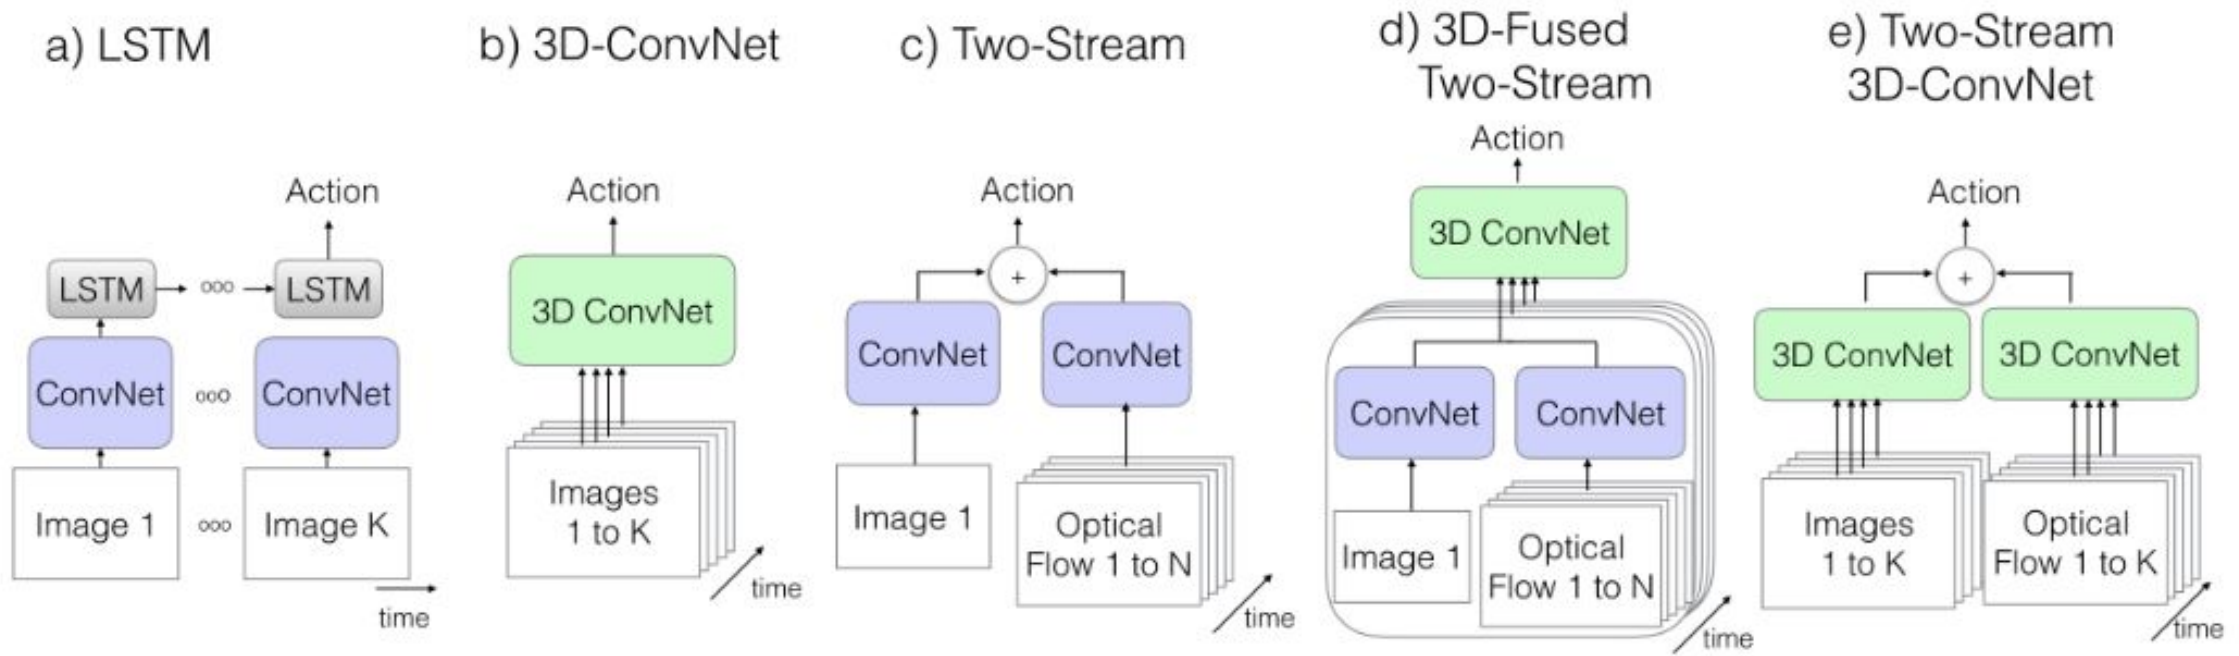 a) LSTM
Action
LSTM ooo LSTM
ConvNet ooo ConvNet
Image 1 ooo Image K
time
b) 3D-ConvNet
Action
3D ConvNet
Images
1 to K
time
c) Two-Stream
Action
+
ConvNet ConvNet
Image 1
Optical
Flow 1 to N
time
d) 3D-Fused
Two-Stream
Action
3D ConvNet
ConvNet ConvNet
Image 1
Optical
Flow 1 to N
time
e) Two-Stream
3D-ConvNet
Action
+
3D ConvNet 3D ConvNet
Images
1 to K
Optical
Flow 1 to K
time